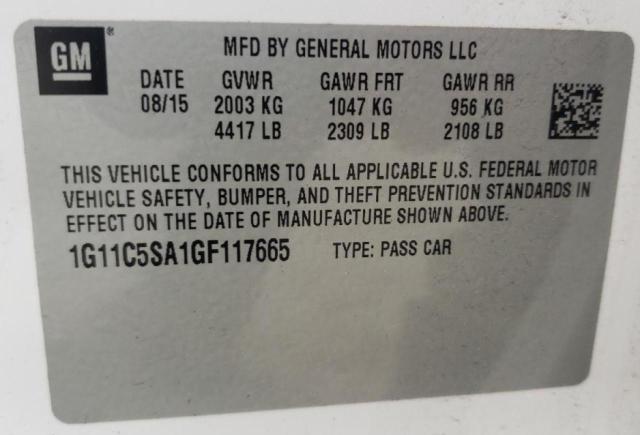 GM ® MFD BY GENERAL MOTORS LLC
DATE GVWR GAWR FRT GAWR RR
08/15 2003 KG 1047 KG 956 KG
4417 LB 2309 LB 2108 LB
THIS VEHICLE CONFORMS TO ALL APPLICABLE U.S. FEDERAL MOTOR
VEHICLE SAFETY, BUMPER, AND THEFT PREVENTION STANDARDS IN
EFFECT ON THE DATE OF MANUFACTURE SHOWN ABOVE.
1G11C5SA1GF117665 TYPE: PASS CAR